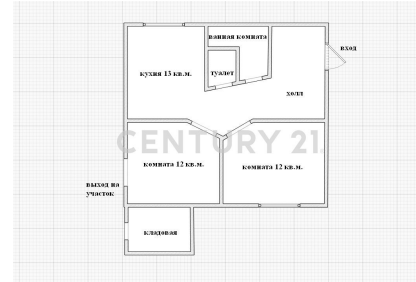 ванная комната
вход
кухня 13 кв.м.
туалет
холл
CENTURY 21.
комната 12 кв.м.
комната 12 кв.м.
выход на
участок
кладовая